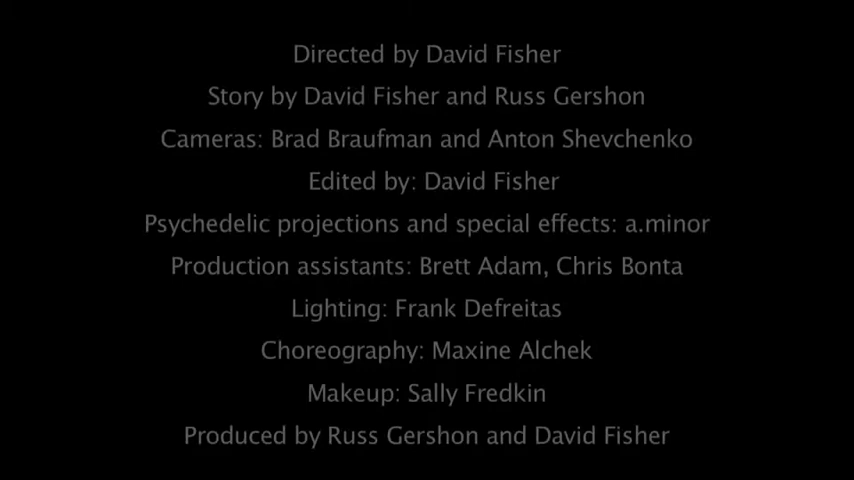 Directed by David Fisher
Story by David Fisher and Russ Gershon
Cameras: Brad Braufman and Anton Shevchenko
Edited by: David Fisher
Psychedelic projections and special effects: a.minor
Production assistants: Brett Adam, Chris Bonta
Lighting: Frank Defreitas
Choreography: Maxine Alchek
Makeup: Sally Fredkin
Produced by Russ Gershon and David Fisher